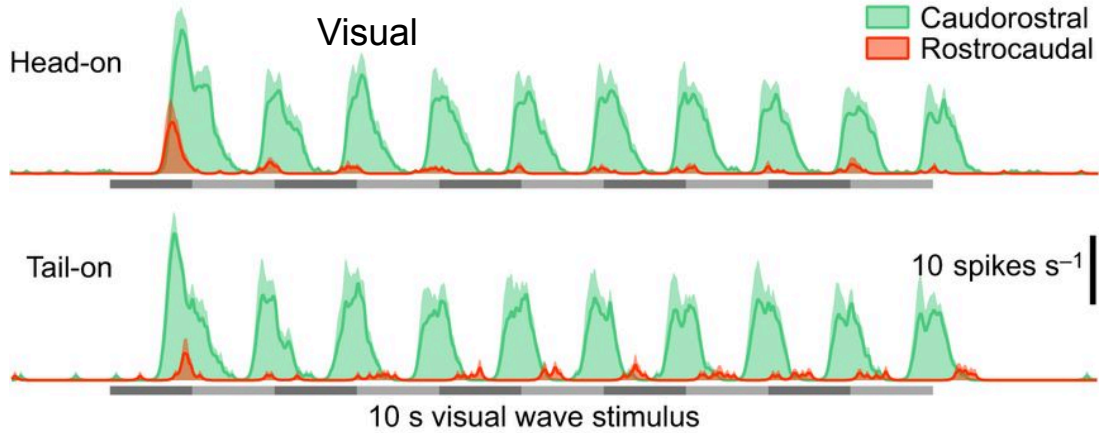 Visual
Caudorostral
Rostrocaudal
Head-on
Tail-on
10 spikes s⁻¹
10 s visual wave stimulus